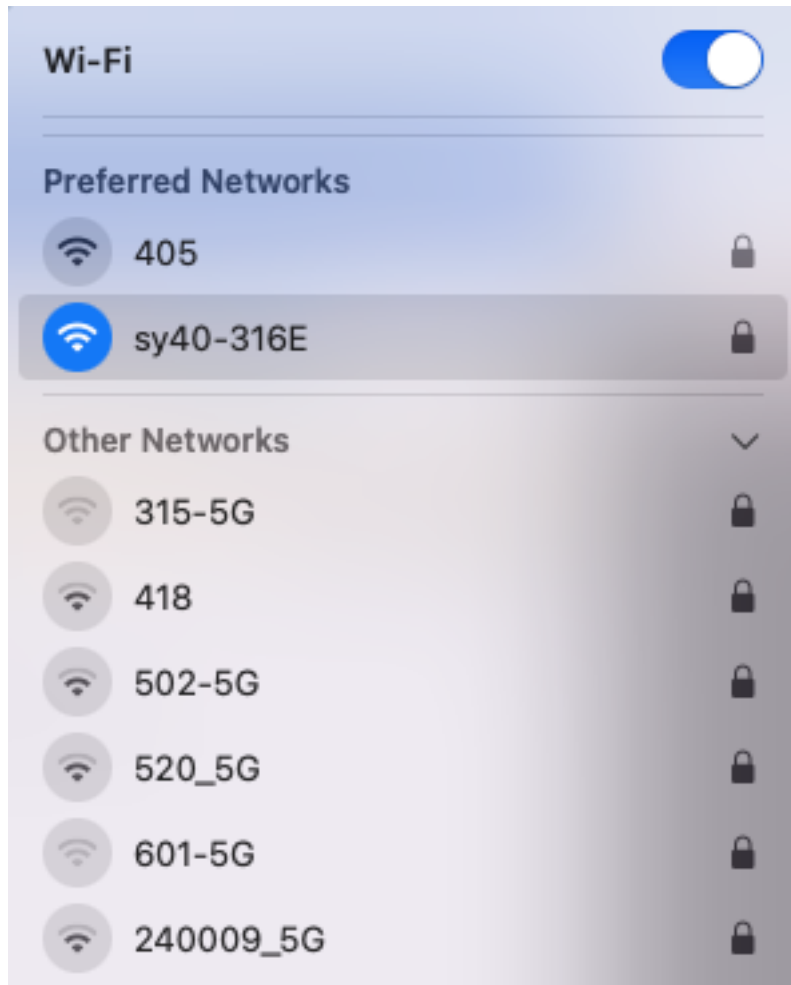 Wi-Fi
Preferred Networks
405
sy40-316E
Other Networks
315-5G
418
502-5G
520_5G
601-5G
240009_5G